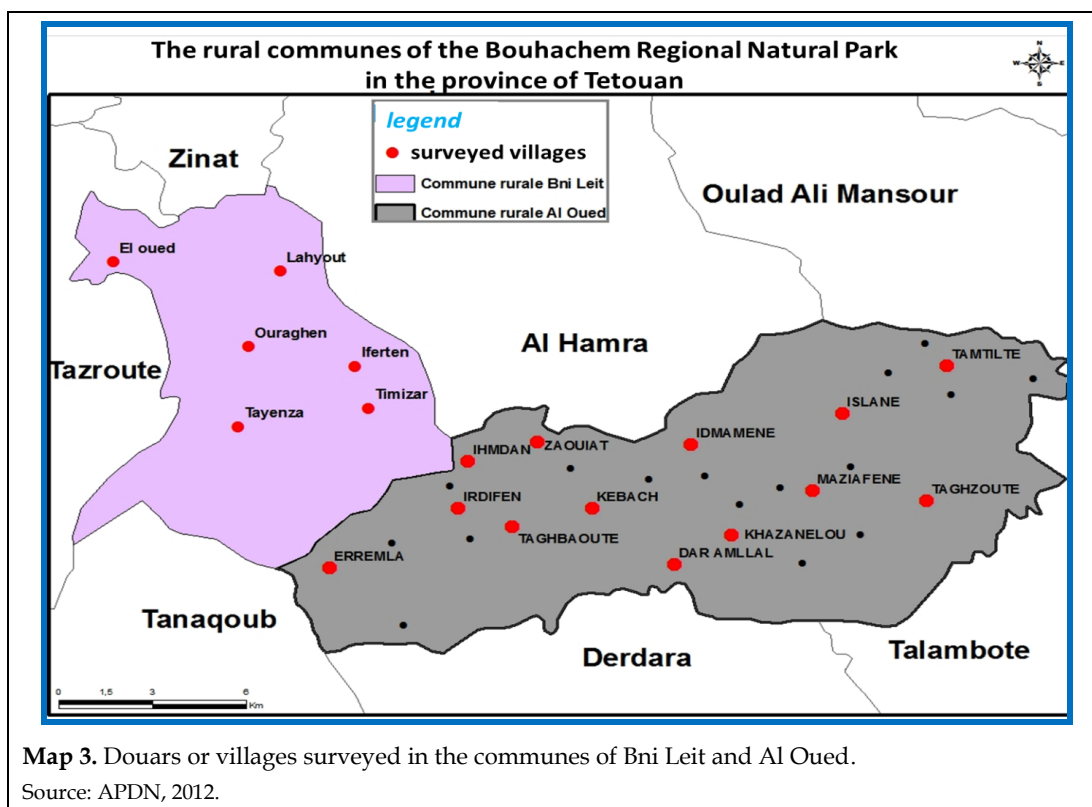 The rural communes of the Bouhachem Regional Natural Park
in the province of Tetouan
N
W E
S
legend
surveyed villages
Commune rurale Bni Leit
Commune rurale Al Oued
Zinat
Oulad Ali Mansour
El oued
Lahyout
Ouraghen
Iferten
Al Hamra
Tazroute
Timizar
Tayenza
TAMTILTE
ISLANE
IDMAMENE
ZAOUIAT
IHMDAN
MAZIAFENE
TAGHZOUTE
IRDIFEN
KEBACH
TAGHBAOUTE
KHAZANELOU
ERREMLA
DAR AMLLAL
Tanaqoub
Derdara
Talambote
0 1,5 3 6
Km
Map 3. Douars or villages surveyed in the communes of Bni Leit and Al Oued.
Source: APDN, 2012.